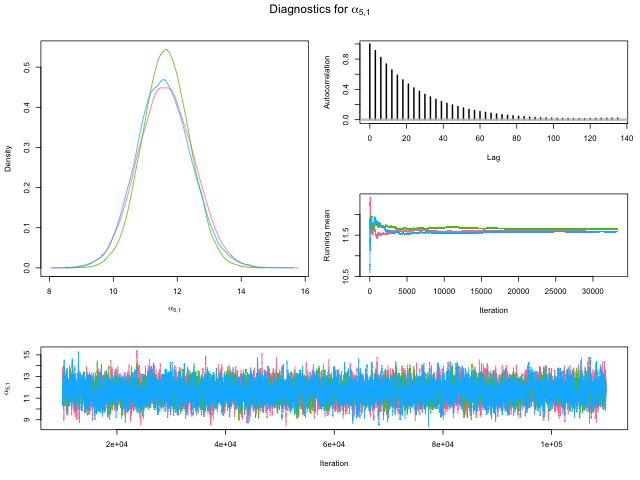 Diagnostics for α5,1
Density
0.0 0.1 0.2 0.3 0.4 0.5
8 10 12 14 16
α5,1
Autocorrelation
0.0 0.4 0.8
0 20 40 60 80 100 120 140
Lag
Running mean
10.5 11.5
0 5000 10000 15000 20000 25000 30000
Iteration
α5,1
9 11 13 15
2e+04 4e+04 6e+04 8e+04 1e+05
Iteration